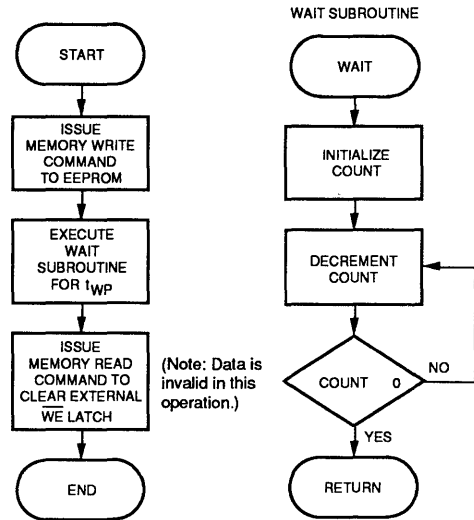 START
ISSUE
MEMORY WRITE
COMMAND
TO EEPROM
EXECUTE
WAIT
SUBROUTINE
FOR tWP
ISSUE
MEMORY READ
COMMAND TO
CLEAR EXTERNAL
WE LATCH
(Note: Data is
invalid in this
operation.)
END
WAIT SUBROUTINE
WAIT
INITIALIZE
COUNT
DECREMENT
COUNT
COUNT 0
NO
YES
RETURN